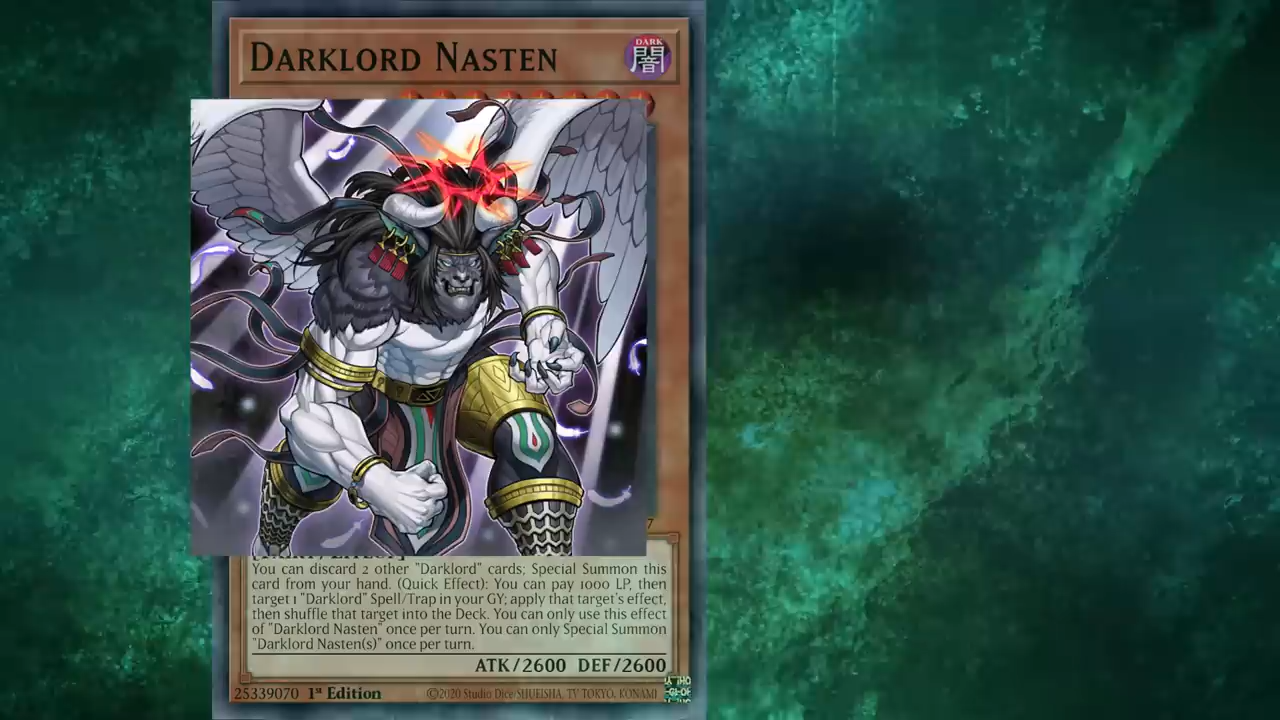 Darklord Nasten
DARK
闇
7
You can discard 2 other "Darklord" cards; Special Summon this
card from your hand. (Quick Effect): You can pay 1000 LP, then
target 1 "Darklord" Spell/Trap in your GY; apply that target's effect,
then shuffle that target into the Deck. You can only use this effect
of "Darklord Nasten" once per turn. You can only Special Summon
"Darklord Nasten(s)" once per turn.
ATK/2600 DEF/2600
25339070 1st Edition ©2020 Studio Dice/SHUEISHA, TV TOKYO, KONAMI